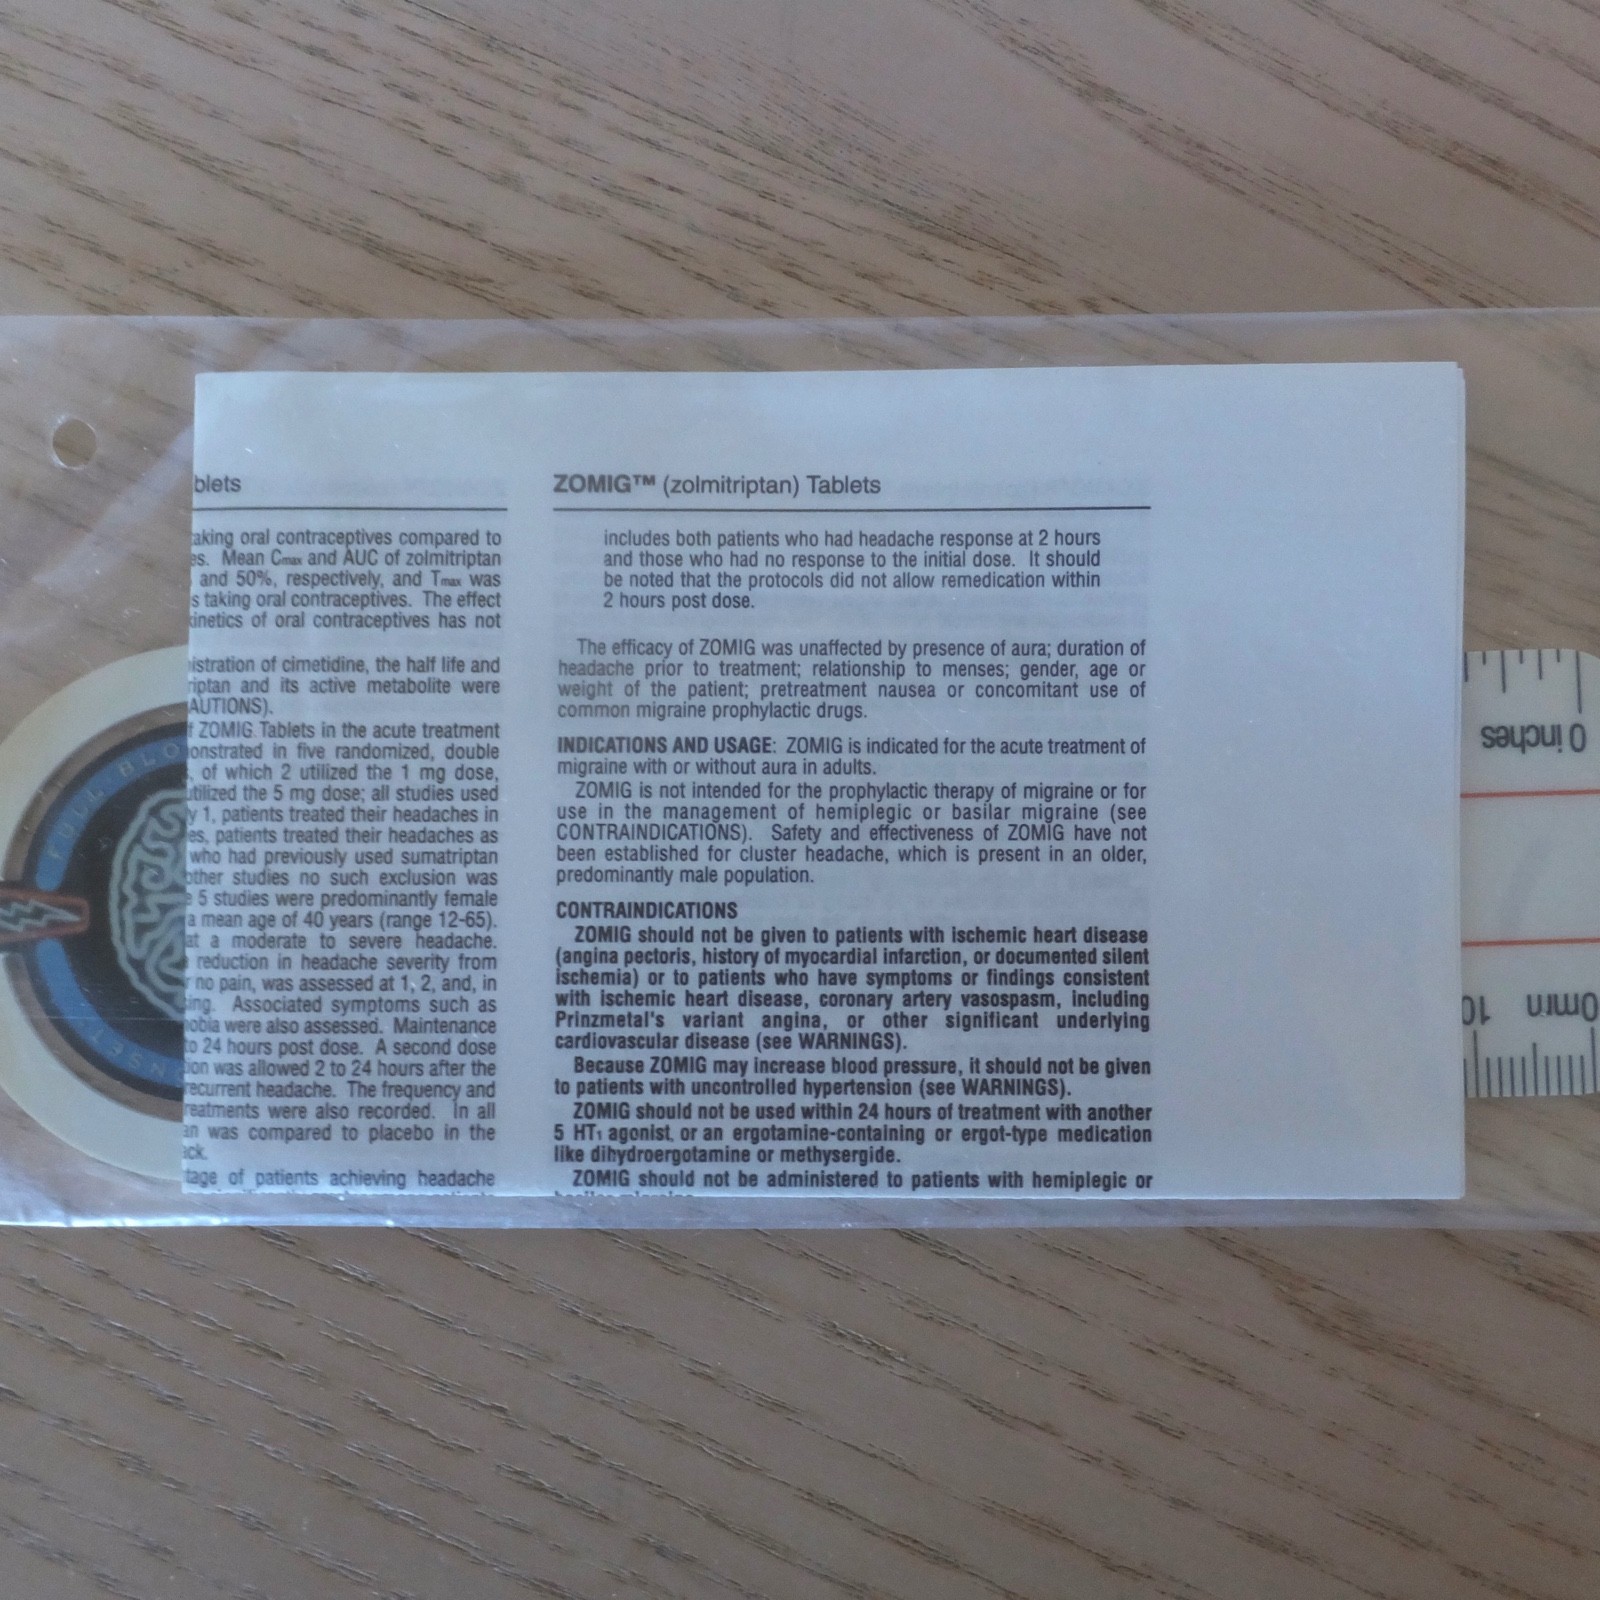 blets
aking oral contraceptives compared to
es. Mean Cmax and AUC of zolmitriptan
and 50%, respectively, and Tmax was
s taking oral contraceptives. The effect
kinetics of oral contraceptives has not
istration of cimetidine, the half life and
riptan and its active metabolite were
AUTIONS).
f ZOMIG Tablets in the acute treatment
onstrated in five randomized, double
, of which 2 utilized the 1 mg dose,
utilized the 5 mg dose; all studies used
y 1, patients treated their headaches in
es, patients treated their headaches as
who had previously used sumatriptan
other studies no such exclusion was
5 studies were predominantly female
a mean age of 40 years (range 12-65).
at a moderate to severe headache.
reduction in headache severity from
r no pain, was assessed at 1, 2, and, in
ing. Associated symptoms such as
obia were also assessed. Maintenance
to 24 hours post dose. A second dose
ion was allowed 2 to 24 hours after the
recurrent headache. The frequency and
reatments were also recorded. In all
an was compared to placebo in the
ack.
tage of patients achieving headache
ZOMIG™ (zolmitriptan) Tablets
includes both patients who had headache response at 2 hours
and those who had no response to the initial dose. It should
be noted that the protocols did not allow remedication within
2 hours post dose.
The efficacy of ZOMIG was unaffected by presence of aura; duration of
headache prior to treatment; relationship to menses; gender, age or
weight of the patient; pretreatment nausea or concomitant use of
common migraine prophylactic drugs.
INDICATIONS AND USAGE: ZOMIG is indicated for the acute treatment of
migraine with or without aura in adults.
ZOMIG is not intended for the prophylactic therapy of migraine or for
use in the management of hemiplegic or basilar migraine (see
CONTRAINDICATIONS). Safety and effectiveness of ZOMIG have not
been established for cluster headache, which is present in an older,
predominantly male population.
CONTRAINDICATIONS
ZOMIG should not be given to patients with ischemic heart disease
(angina pectoris, history of myocardial infarction, or documented silent
ischemia) or to patients who have symptoms or findings consistent
with ischemic heart disease, coronary artery vasospasm, including
Prinzmetal's variant angina, or other significant underlying
cardiovascular disease (see WARNINGS).
Because ZOMIG may increase blood pressure, it should not be given
to patients with uncontrolled hypertension (see WARNINGS).
ZOMIG should not be used within 24 hours of treatment with another
5 HT1 agonist, or an ergotamine-containing or ergot-type medication
like dihydroergotamine or methysergide.
ZOMIG should not be administered to patients with hemiplegic or
FULL BLO
NSET
0 inches
0mm 10